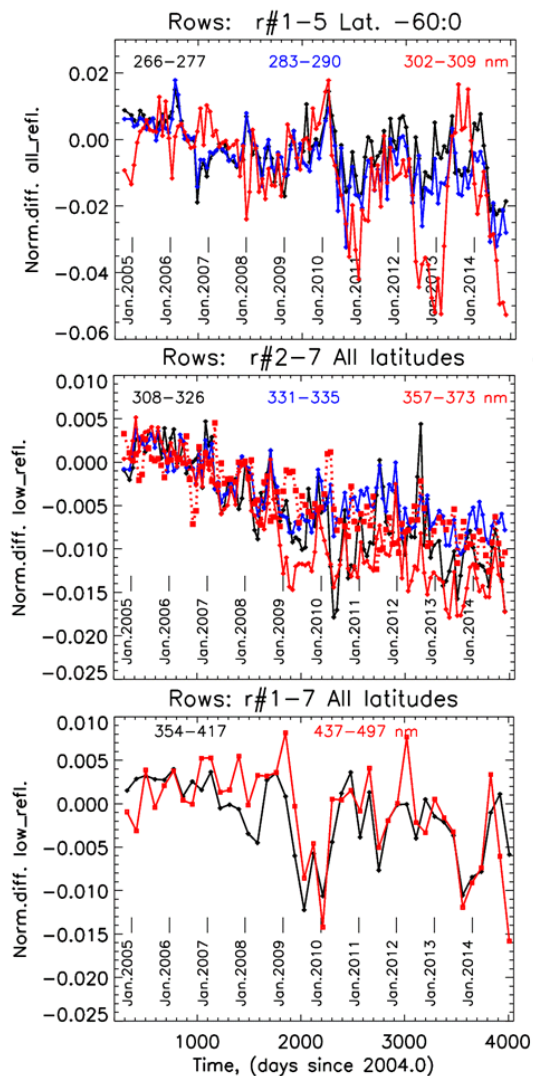 Rows: r#1−5 Lat. −60:0
266−277 283−290 302−309 nm
0.02
0.00
−0.02
−0.04
−0.06
Norm.diff. all_refl.
Jan.2005
Jan.2006
Jan.2007
Jan.2008
Jan.2009
Jan.2010
Jan.2011
Jan.2012
Jan.2013
Jan.2014
Rows: r#2−7 All latitudes
308−326 331−335 357−373 nm
0.010
0.005
0.000
−0.005
−0.010
−0.015
−0.020
−0.025
Norm.diff. low_refl.
Jan.2005
Jan.2006
Jan.2007
Jan.2008
Jan.2009
Jan.2010
Jan.2011
Jan.2012
Jan.2013
Jan.2014
Rows: r#1−7 All latitudes
354−417 437−497 nm
0.010
0.005
0.000
−0.005
−0.010
−0.015
−0.020
−0.025
Norm.diff. low_refl.
Jan.2005
Jan.2006
Jan.2007
Jan.2008
Jan.2009
Jan.2010
Jan.2011
Jan.2012
Jan.2013
Jan.2014
1000 2000 3000 4000
Time, (days since 2004.0)